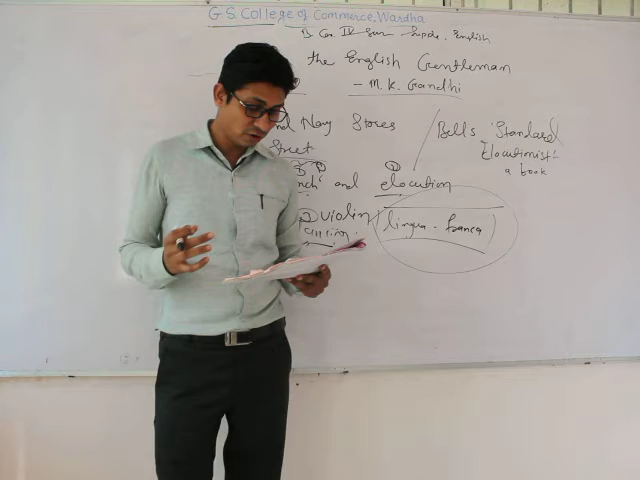 G S College of Commerce, Wardha
B Com IV Sem Supple. English
the English Gentleman
- M. K. Gandhi
Navy Stores
Street
Bell's 'Standard
Elocutionist'
a book
and elocution
② violin
lingua-franca